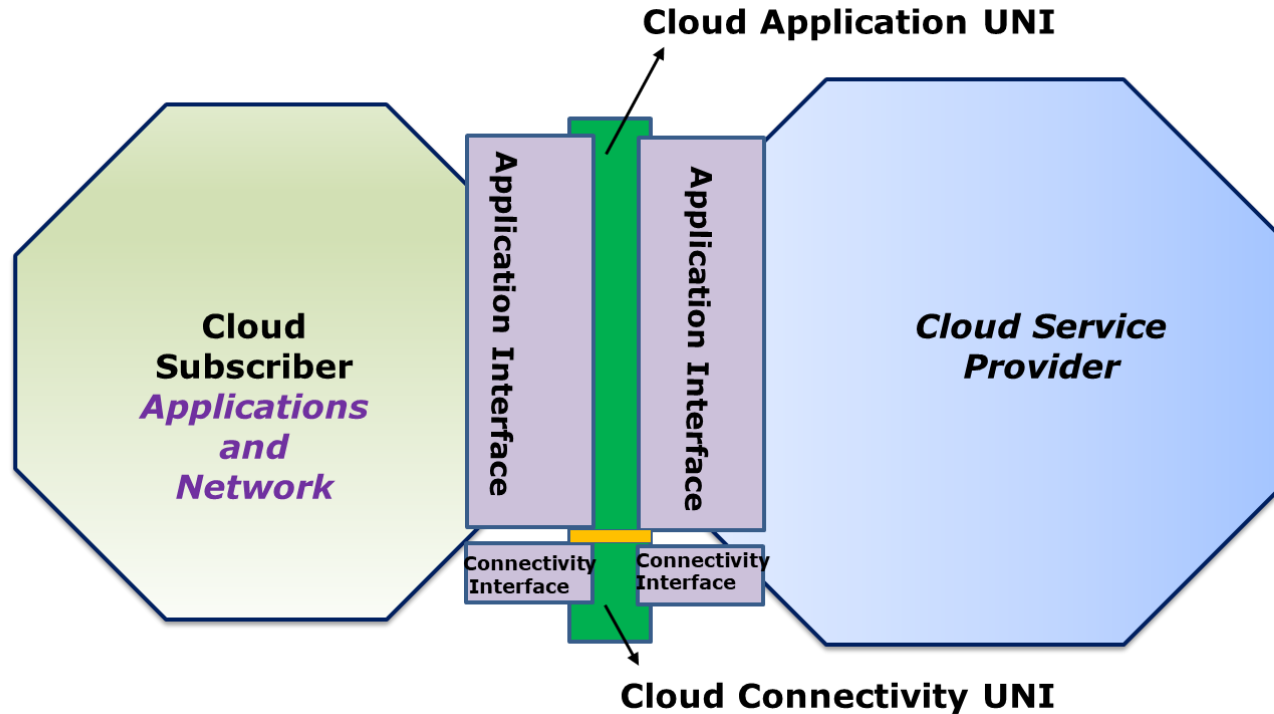 Cloud Application UNI
Application Interface
Application Interface
Cloud
Subscriber
Applications
and
Network
Cloud Service
Provider
Connectivity
Interface
Connectivity
Interface
Cloud Connectivity UNI